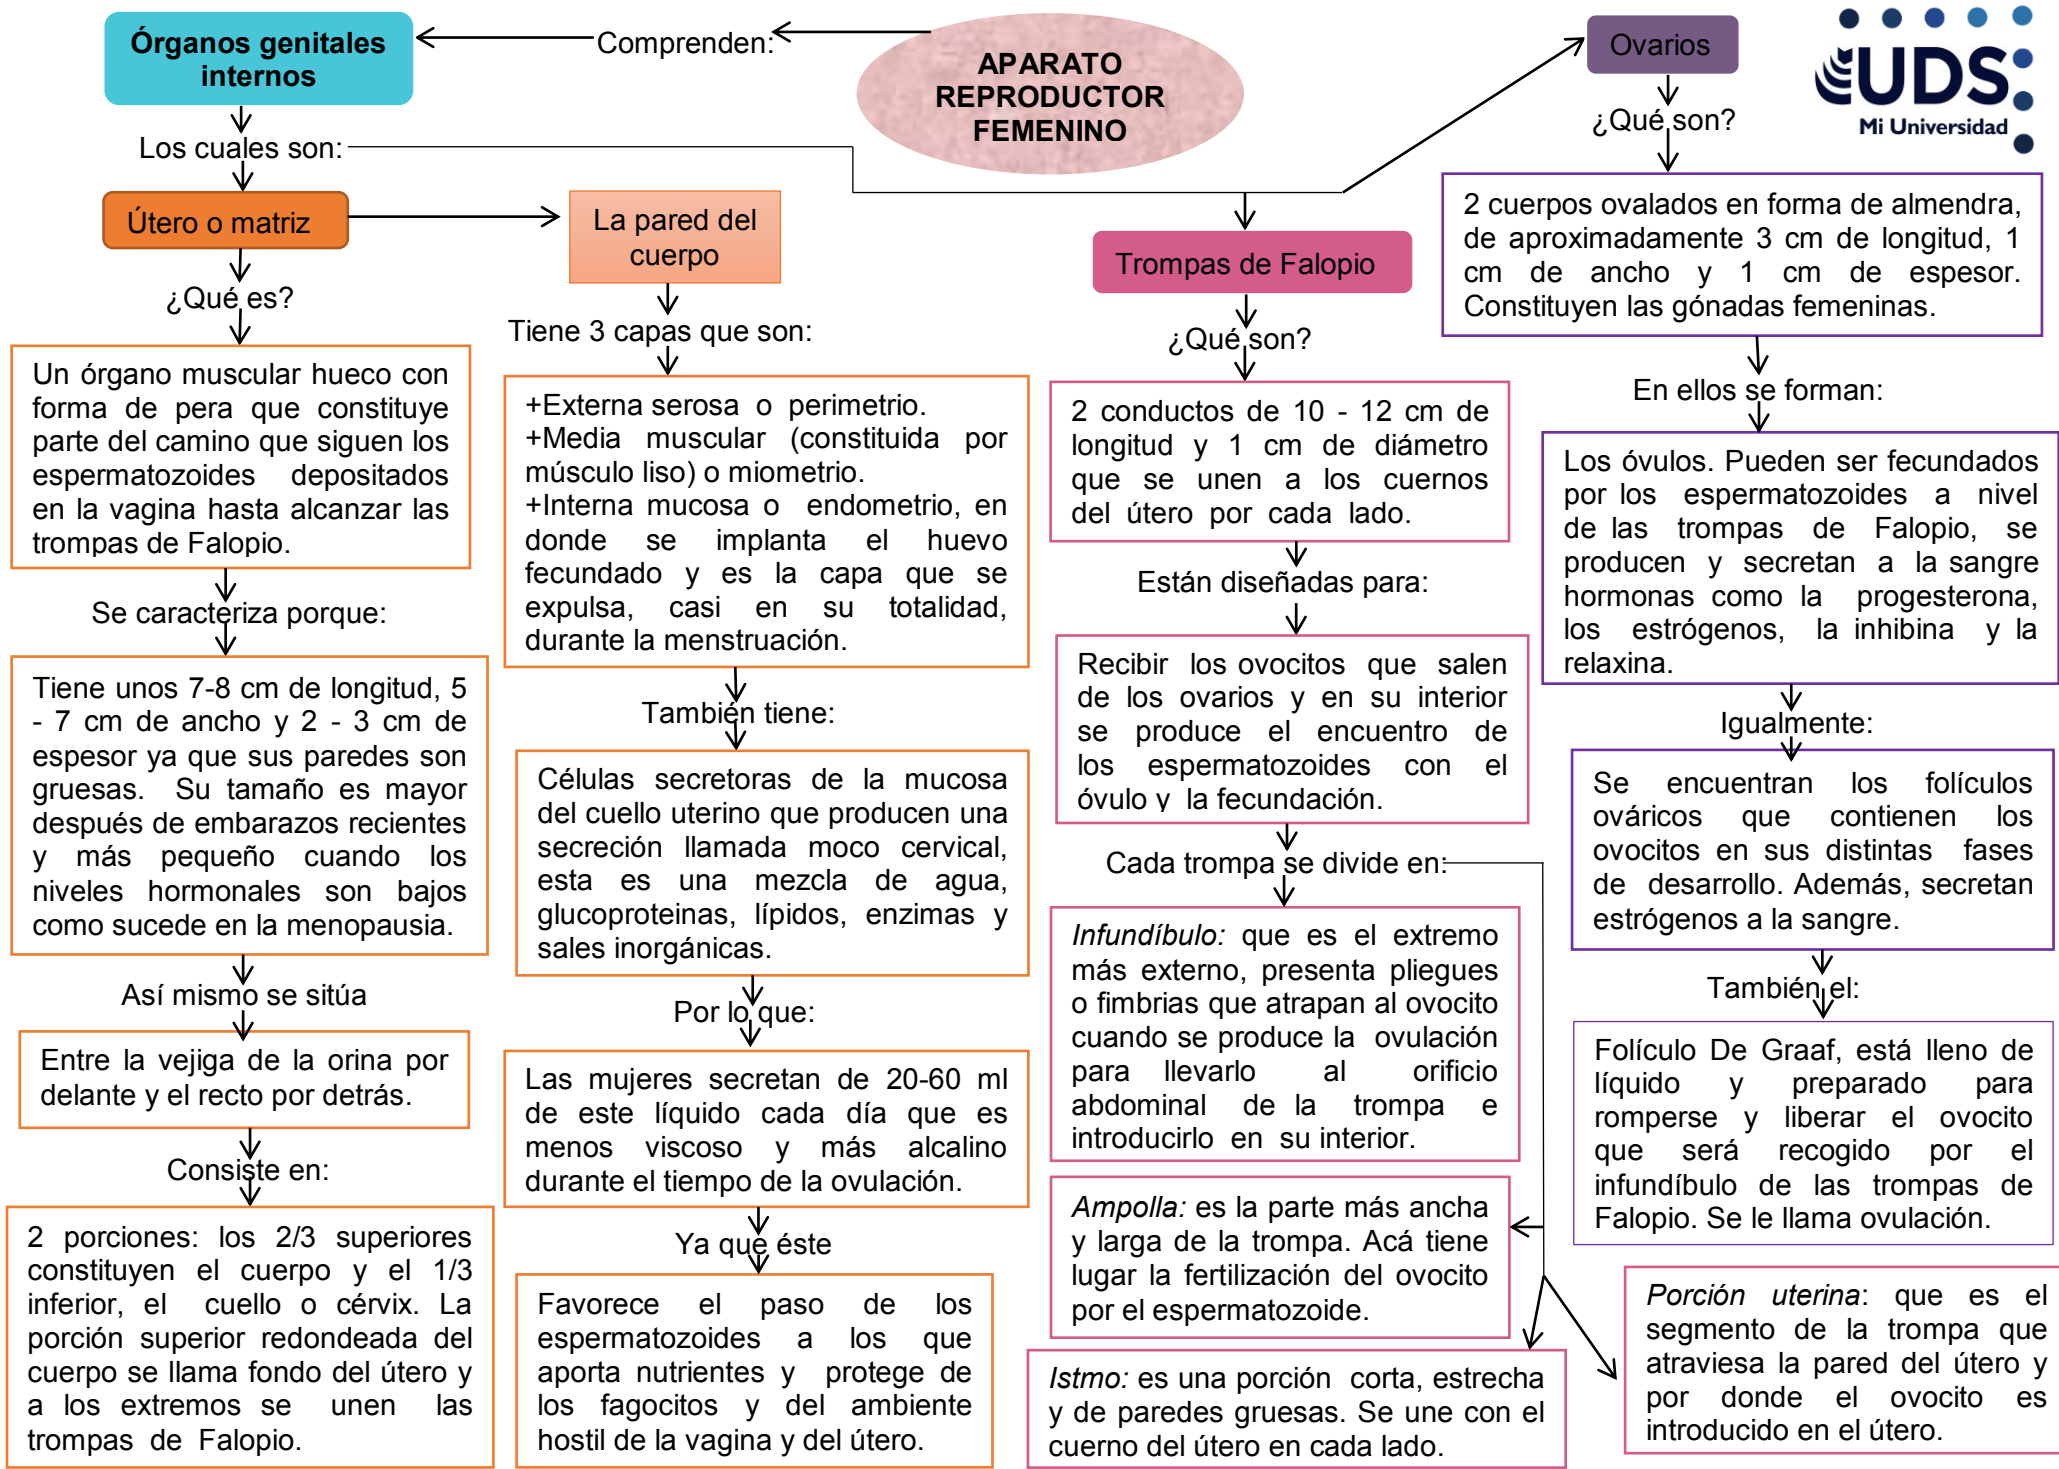 APARATO
REPRODUCTOR
FEMENINO
Comprenden:
Órganos genitales
internos
Los cuales son:
Útero o matriz
¿Qué es?
Un órgano muscular hueco con
forma de pera que constituye
parte del camino que siguen los
espermatozoides depositados
en la vagina hasta alcanzar las
trompas de Falopio.
Se caracteriza porque:
Tiene unos 7-8 cm de longitud, 5
- 7 cm de ancho y 2 - 3 cm de
espesor ya que sus paredes son
gruesas. Su tamaño es mayor
después de embarazos recientes
y más pequeño cuando los
niveles hormonales son bajos
como sucede en la menopausia.
Así mismo se sitúa
Entre la vejiga de la orina por
delante y el recto por detrás.
Consiste en:
2 porciones: los 2/3 superiores
constituyen el cuerpo y el 1/3
inferior, el cuello o cérvix. La
porción superior redondeada del
cuerpo se llama fondo del útero y
a los extremos se unen las
trompas de Falopio.
La pared del
cuerpo
Tiene 3 capas que son:
+Externa serosa o perimetrio.
+Media muscular (constituida por
músculo liso) o miometrio.
+Interna mucosa o endometrio, en
donde se implanta el huevo
fecundado y es la capa que se
expulsa, casi en su totalidad,
durante la menstruación.
También tiene:
Células secretoras de la mucosa
del cuello uterino que producen una
secreción llamada moco cervical,
esta es una mezcla de agua,
glucoproteinas, lípidos, enzimas y
sales inorgánicas.
Por lo que:
Las mujeres secretan de 20-60 ml
de este líquido cada día que es
menos viscoso y más alcalino
durante el tiempo de la ovulación.
Ya que éste
Favorece el paso de los
espermatozoides a los que
aporta nutrientes y protege de
los fagocitos y del ambiente
hostil de la vagina y del útero.
Trompas de Falopio
¿Qué son?
2 conductos de 10 - 12 cm de
longitud y 1 cm de diámetro
que se unen a los cuernos
del útero por cada lado.
Están diseñadas para:
Recibir los ovocitos que salen
de los ovarios y en su interior
se produce el encuentro de
los espermatozoides con el
óvulo y la fecundación.
Cada trompa se divide en:
Infundíbulo: que es el extremo
más externo, presenta pliegues
o fimbrias que atrapan al ovocito
cuando se produce la ovulación
para llevarlo al orificio
abdominal de la trompa e
introducirlo en su interior.
Ampolla: es la parte más ancha
y larga de la trompa. Acá tiene
lugar la fertilización del ovocito
por el espermatozoide.
Istmo: es una porción corta, estrecha
y de paredes gruesas. Se une con el
cuerno del útero en cada lado.
Porción uterina: que es el
segmento de la trompa que
atraviesa la pared del útero y
por donde el ovocito es
introducido en el útero.
Ovarios
¿Qué son?
2 cuerpos ovalados en forma de almendra,
de aproximadamente 3 cm de longitud, 1
cm de ancho y 1 cm de espesor.
Constituyen las gónadas femeninas.
En ellos se forman:
Los óvulos. Pueden ser fecundados
por los espermatozoides a nivel
de las trompas de Falopio, se
producen y secretan a la sangre
hormonas como la progesterona,
los estrógenos, la inhibina y la
relaxina.
Igualmente:
Se encuentran los folículos
ováricos que contienen los
ovocitos en sus distintas fases
de desarrollo. Además, secretan
estrógenos a la sangre.
También el:
Folículo De Graaf, está lleno de
líquido y preparado para
romperse y liberar el ovocito
que será recogido por el
infundíbulo de las trompas de
Falopio. Se le llama ovulación.
UDS
Mi Universidad